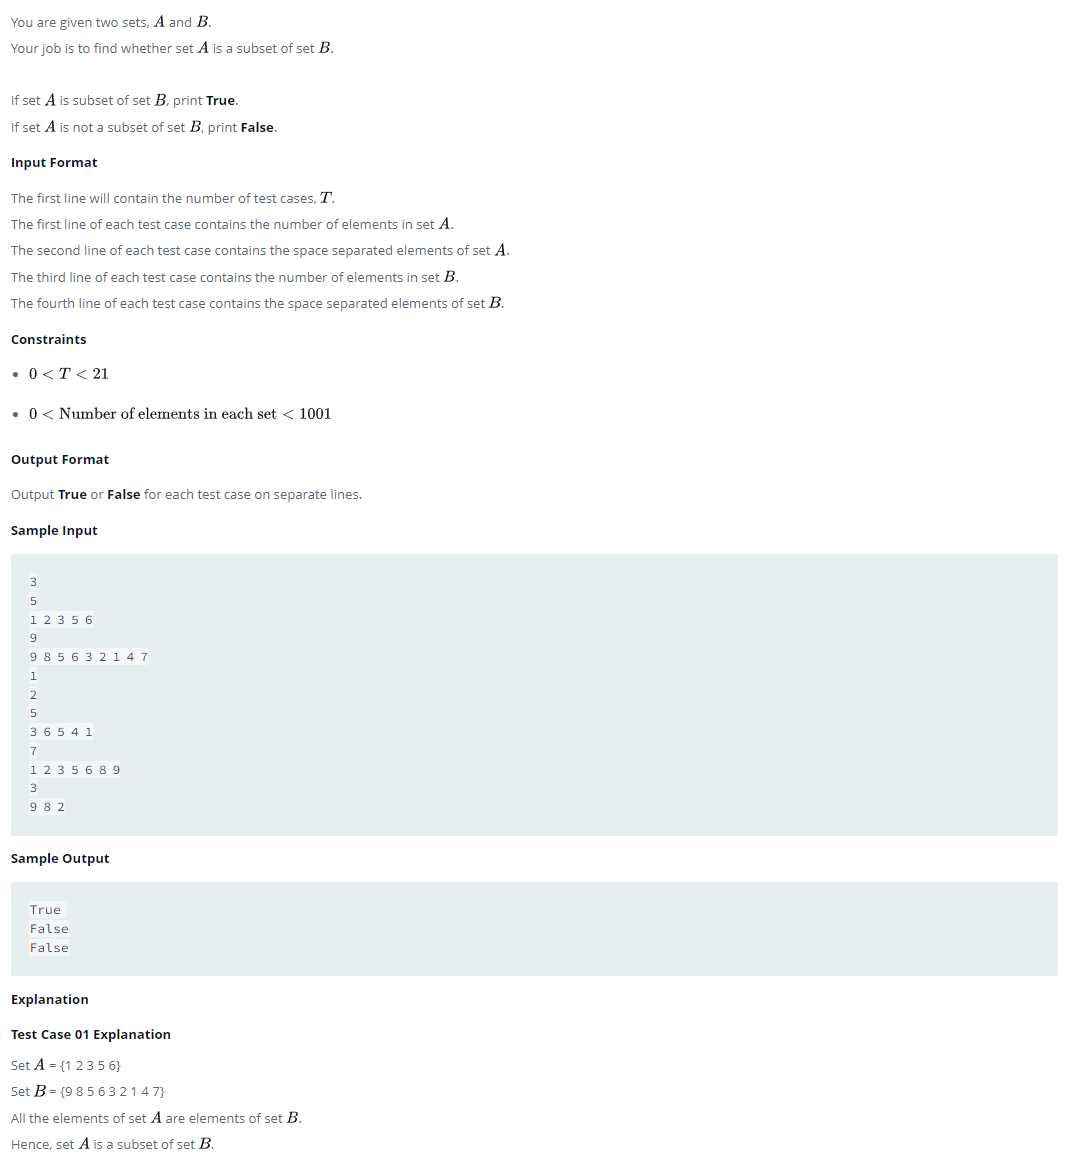 You are given two sets, A and B.
Your job is to find whether set A is a subset of set B.
If set A is subset of set B, print True.
If set A is not a subset of set B, print False.
Input Format
The first line will contain the number of test cases, T.
The first line of each test case contains the number of elements in set A.
The second line of each test case contains the space separated elements of set A.
The third line of each test case contains the number of elements in set B.
The fourth line of each test case contains the space separated elements of set B.
Constraints
• 0 < T < 21
• 0 < Number of elements in each set < 1001
Output Format
Output True or False for each test case on separate lines.
Sample Input
3
5
1 2 3 5 6
9
9 8 5 6 3 2 1 4 7
1
2
5
3 6 5 4 1
7
1 2 3 5 6 8 9
3
9 8 2
Sample Output
True
False
False
Explanation
Test Case 01 Explanation
Set A = {1 2 3 5 6}
Set B = {9 8 5 6 3 2 1 4 7}
All the elements of set A are elements of set B.
Hence, set A is a subset of set B.